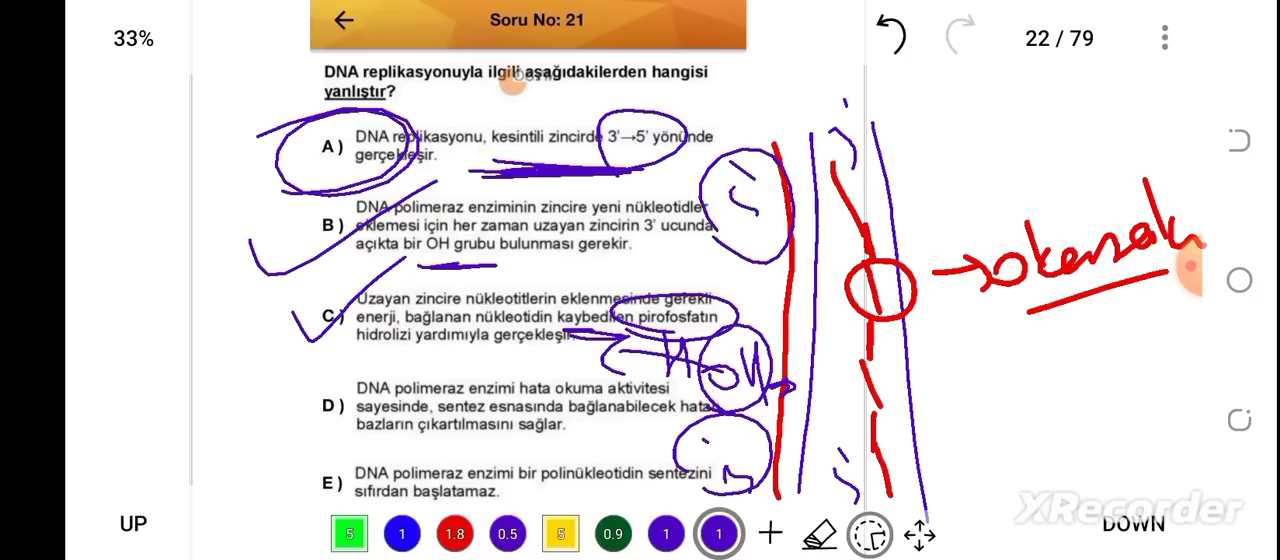 33%
Soru No: 21
22 / 79
DNA replikasyonuyla ilgili aşağıdakilerden hangisi
yanlıştır?
A) DNA replikasyonu, kesintili zincirde 3'→5' yönünde
gerçekleşir.
B) DNA polimeraz enziminin zincire yeni nükleotidler
eklemesi için her zaman uzayan zincirin 3' ucunda
açıkta bir OH grubu bulunması gerekir.
C) Uzayan zincire nükleotitlerin eklenmesinde gerekli
enerji, bağlanan nükleotidin kaybedilen pirofosfatın
hidrolizi yardımıyla gerçekleşir.
D) DNA polimeraz enzimi hata okuma aktivitesi
sayesinde, sentez esnasında bağlanabilecek hatalı
bazların çıkartılmasını sağlar.
E) DNA polimeraz enzimi bir polinükleotidin sentezini
sıfırdan başlatamaz.
OH
UP
5 1 1.8 0.5 5 0.9 1 1
XRecorder
DOWN